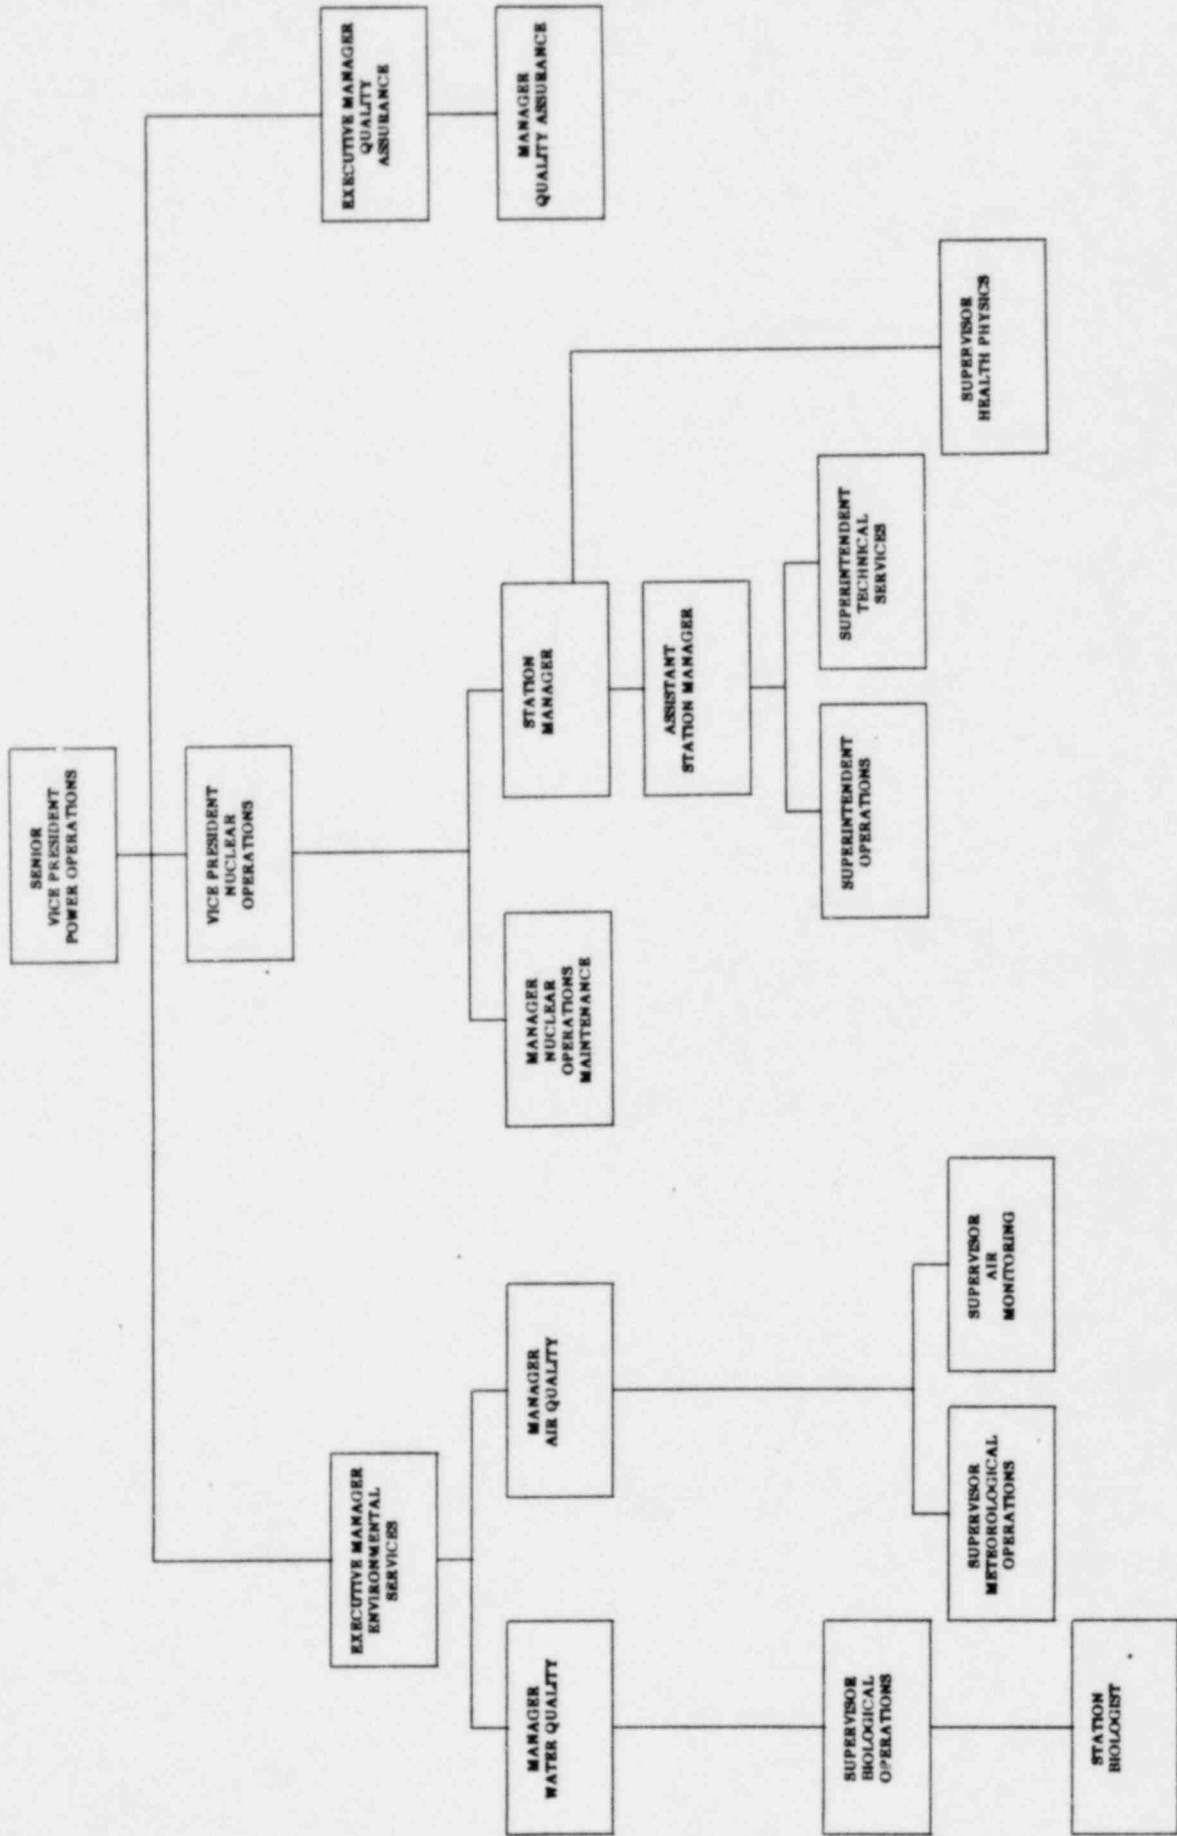 SENIOR
VICE PRESIDENT
POWER OPERATIONS
VICE PRESIDENT
NUCLEAR
OPERATIONS
EXECUTIVE MANAGER
ENVIRONMENTAL
SERVICES
EXECUTIVE MANAGER
QUALITY
ASSURANCE
MANAGER
WATER QUALITY
MANAGER
AIR QUALITY
MANAGER
NUCLEAR
OPERATIONS
MAINTENANCE
STATION
MANAGER
MANAGER
QUALITY ASSURANCE
ASSISTANT
STATION MANAGER
SUPERVISOR
BIOLOGICAL
OPERATIONS
SUPERINTENDENT
OPERATIONS
SUPERINTENDENT
TECHNICAL
SERVICES
SUPERVISOR
METEOROLOGICAL
OPERATIONS
SUPERVISOR
AIR
MONITORING
SUPERVISOR
HEALTH PHYSICS
STATION
BIOLOGIST